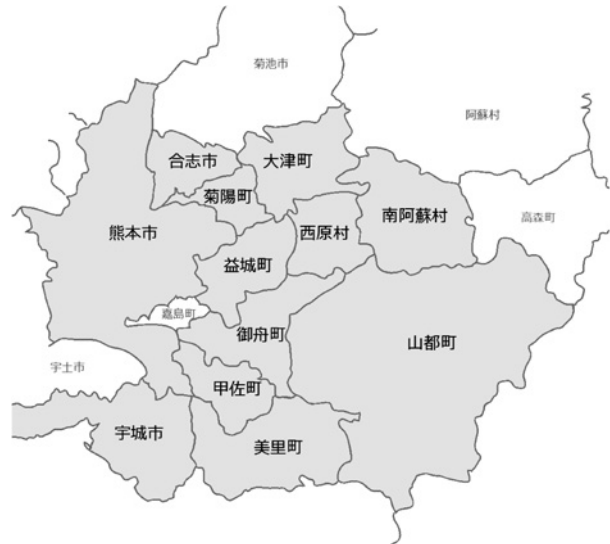 菊池市
阿蘇村
合志市
大津町
菊陽町
南阿蘇村
高森町
熊本市
西原村
益城町
嘉島町
御舟町
山都町
宇土市
甲佐町
宇城市
美里町